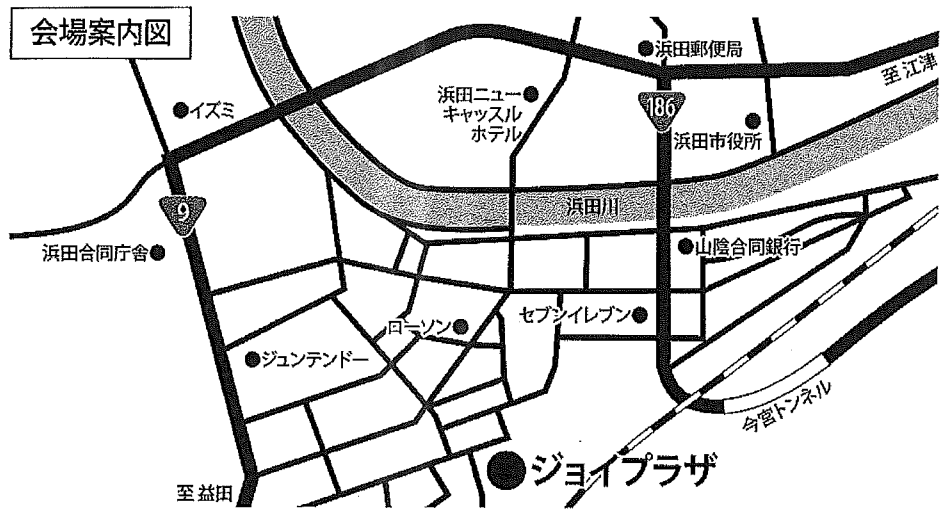 会場案内図
浜田郵便局
至江津
イズミ
浜田ニュー
キャッスル
ホテル
186
浜田市役所
9
浜田川
浜田合同庁舎
山陰合同銀行
セブンイレブン
ローソン
ジュンテンドー
今宮トンネル
ジョイプラザ
至益田